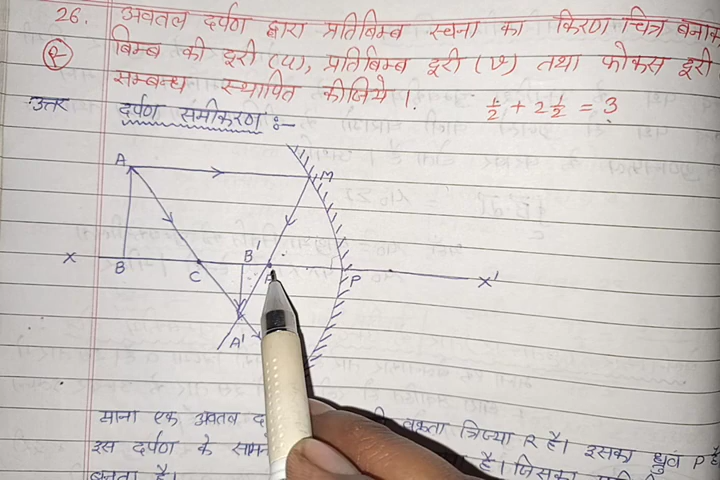 26. अवतल दर्पण द्वारा प्रतिबिम्ब रचना का किरण चित्र बनाक
प्र. बिम्ब की दूरी (u), प्रतिबिम्ब दूरी (v) तथा फोकस दूरी
सम्बन्ध स्थापित कीजिये। 1/2 + 2 1/2 = 3
उत्तर दर्पण समीकरण :-
A M
X B C B' P X'
A'
माना एक अवतल वक्रता त्रिज्या R है। इसका ध्रुव P है
इस दर्पण के सामने है। जिसका
बनता है।